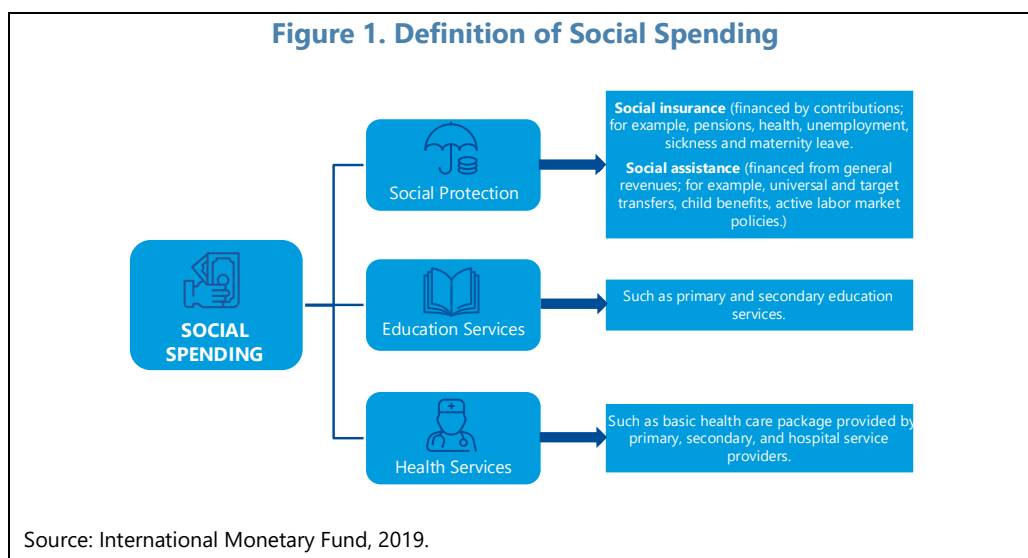 Figure 1. Definition of Social Spending
Social insurance (financed by contributions;
for example, pensions, health, unemployment,
sickness and maternity leave.
Social assistance (financed from general
revenues; for example, universal and target
transfers, child benefits, active labor market
policies.)
Social Protection
SOCIAL
SPENDING
Education Services
Such as primary and secondary education
services.
Health Services
Such as basic health care package provided by
primary, secondary, and hospital service
providers.
Source: International Monetary Fund, 2019.